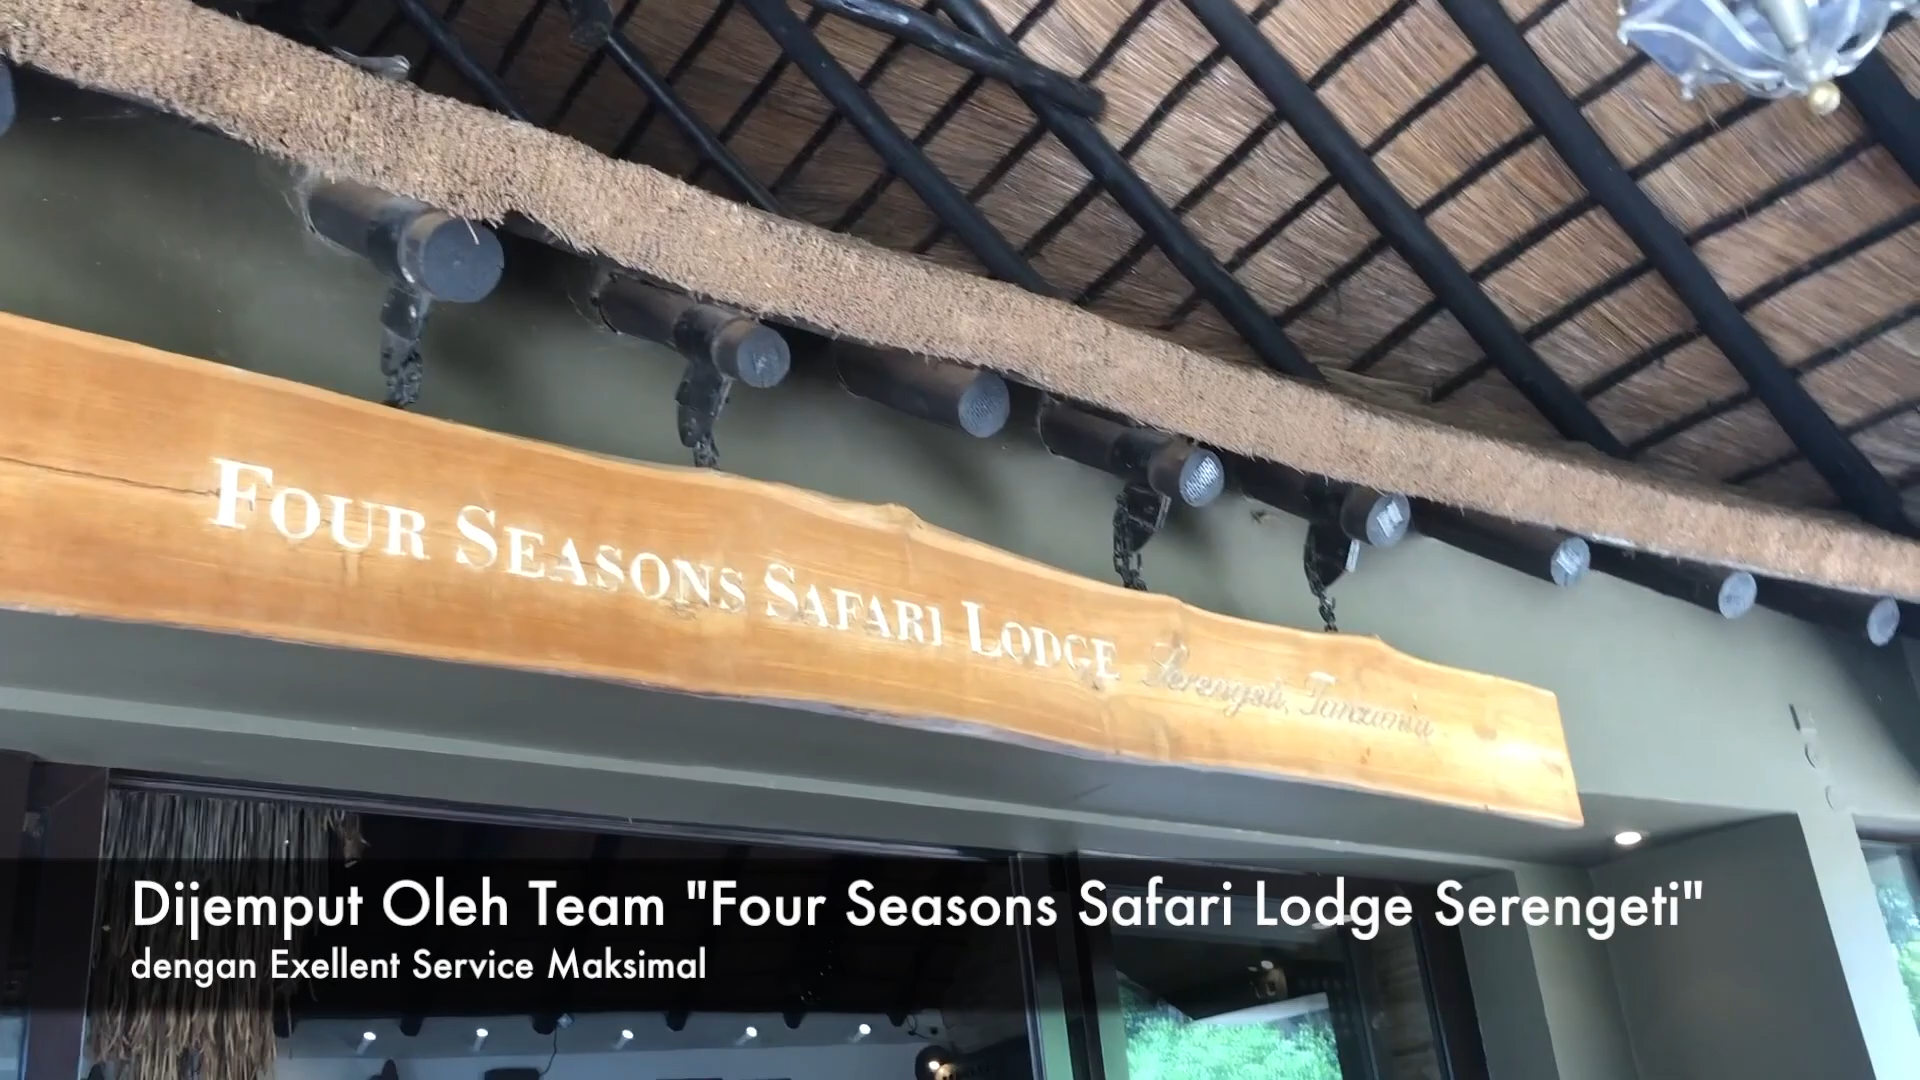 FOUR SEASONS SAFARI LODGE Serengeti, Tanzania
Dijemput Oleh Team "Four Seasons Safari Lodge Serengeti"
dengan Exellent Service Maksimal